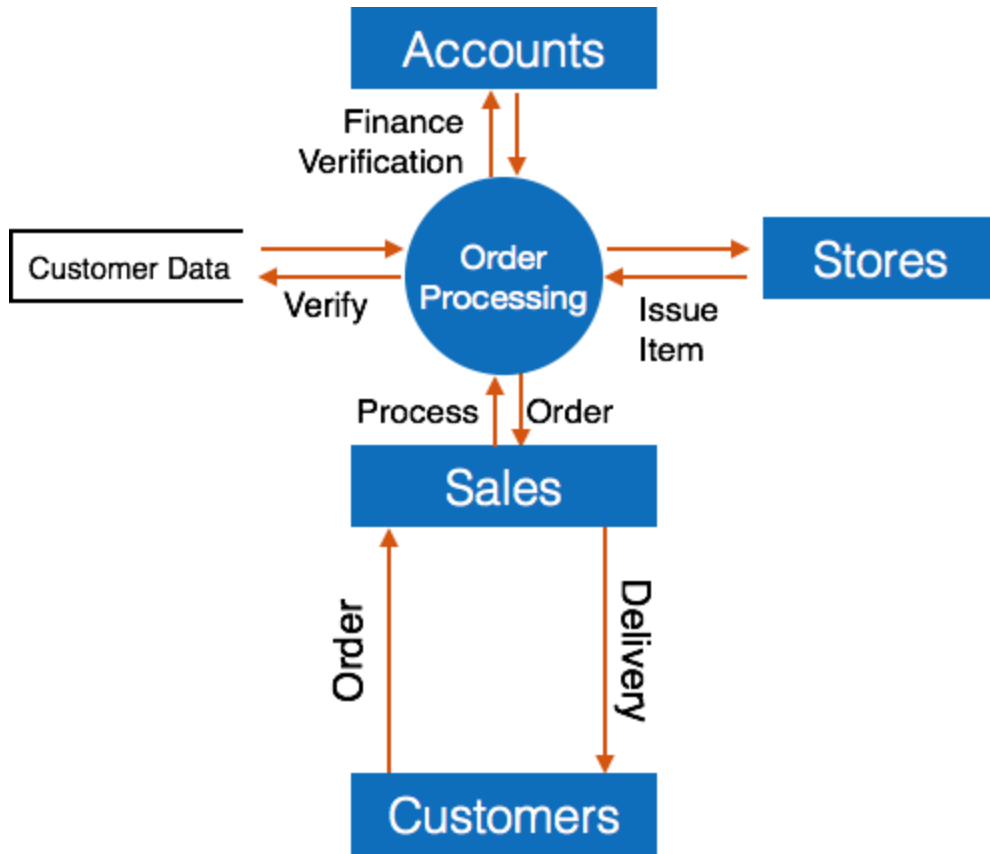 Accounts
Finance
Verification
Customer Data
Order
Processing
Stores
Verify
Issue
Item
Process
Order
Sales
Order
Delivery
Customers